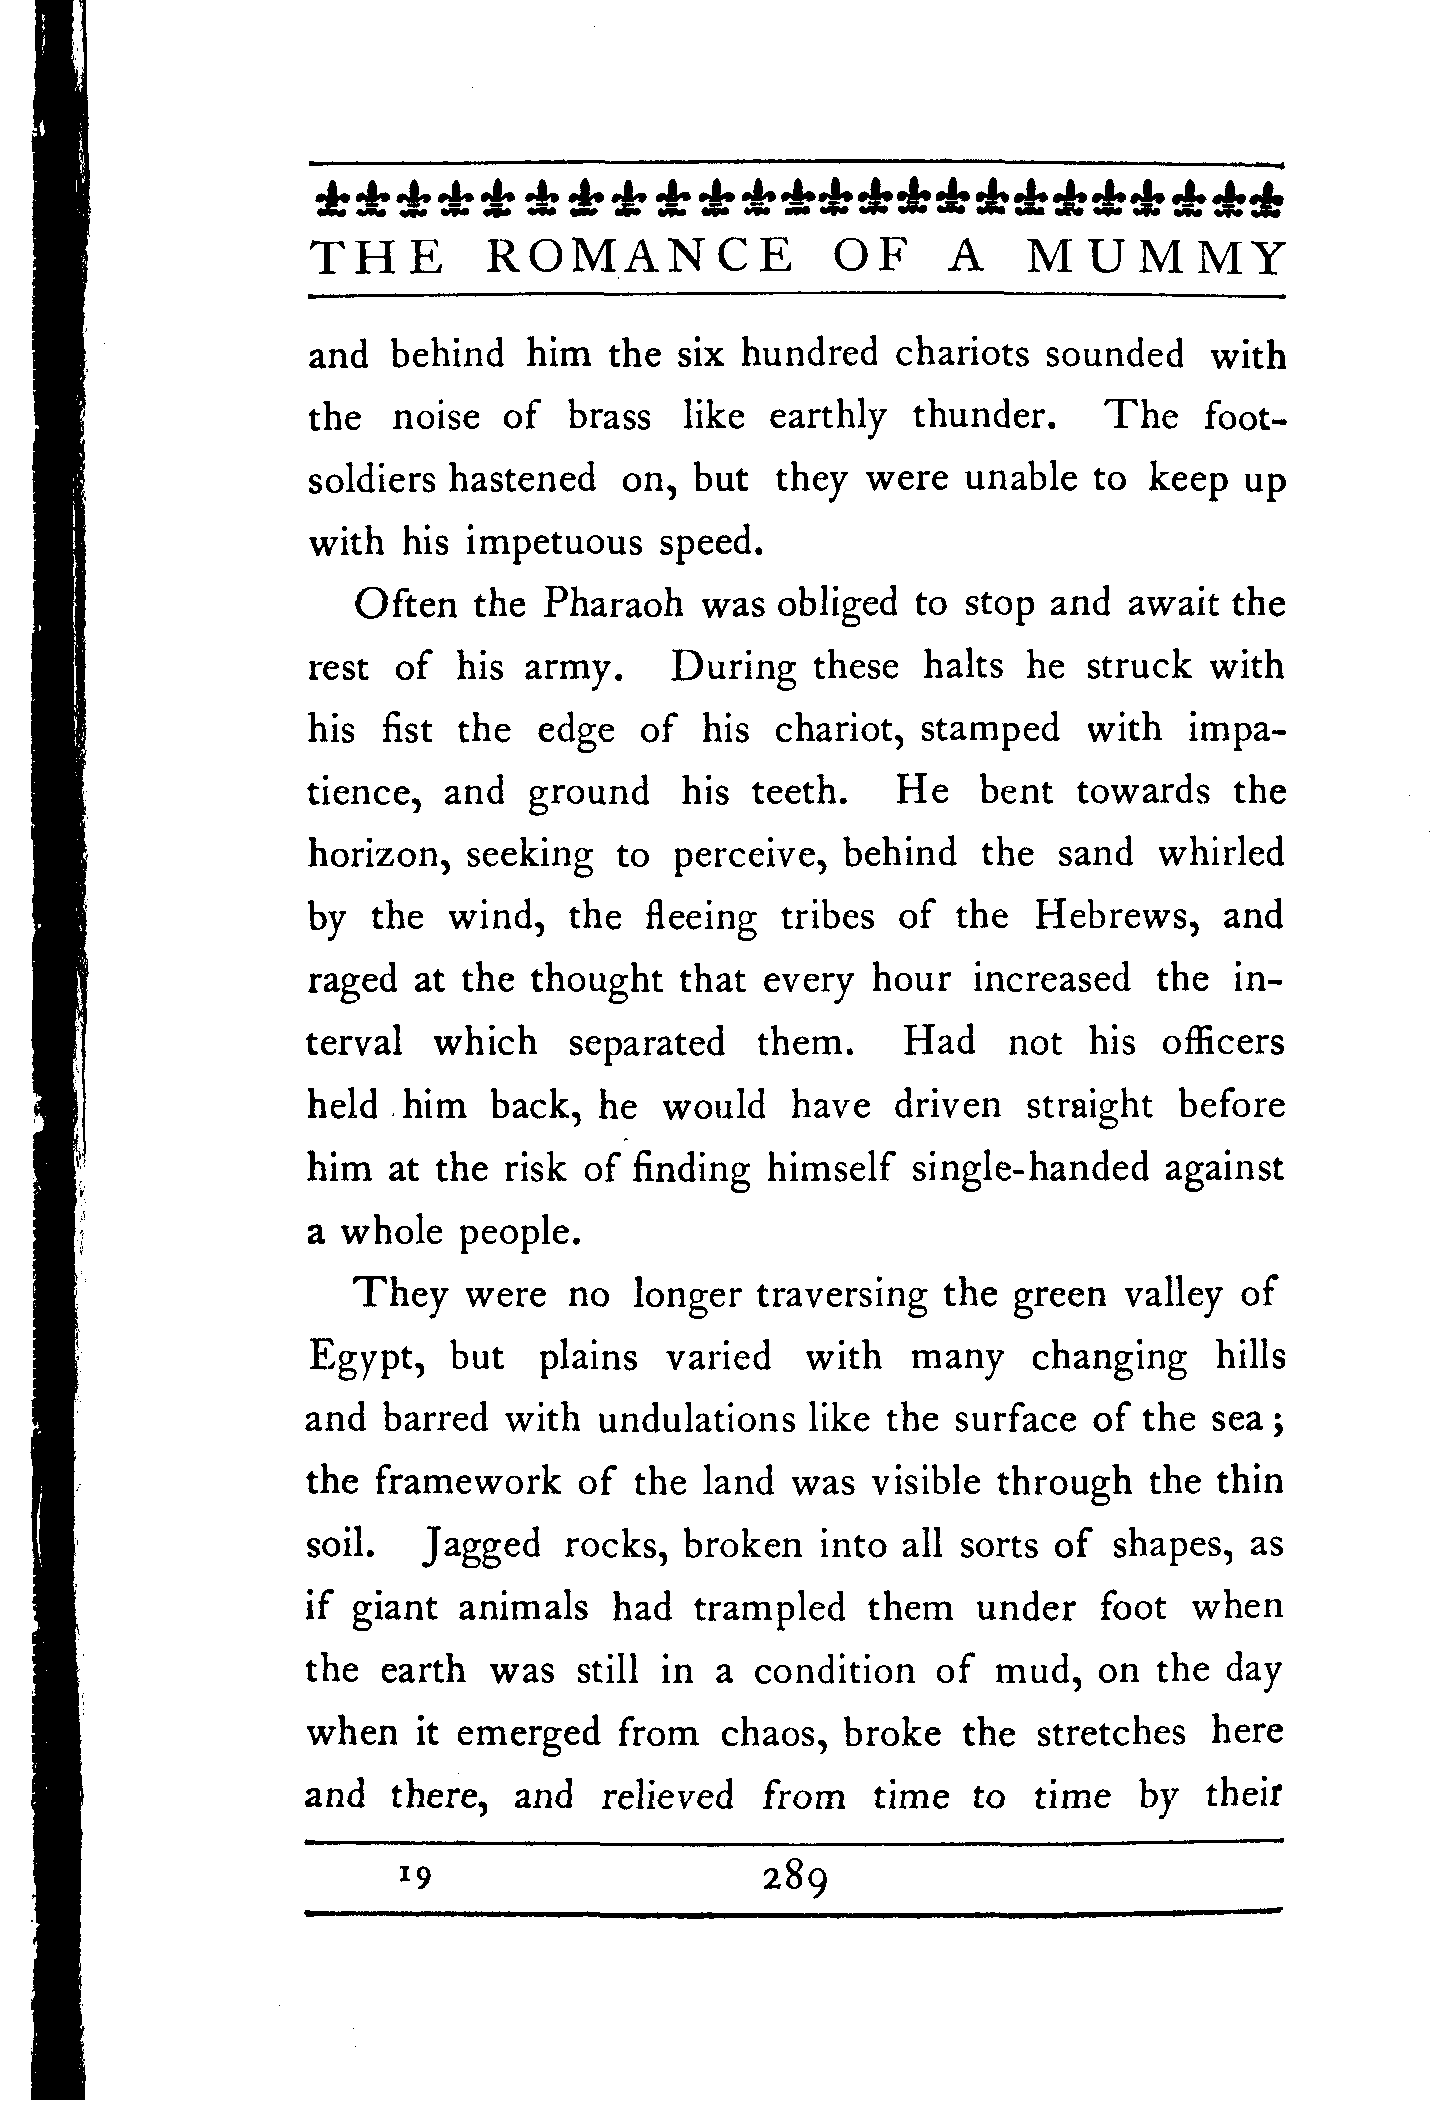 THE ROMANCE OF A MUMMY
and behind him the six hundred chariots sounded with
the noise of brass like earthly thunder. The foot-
soldiers hastened on, but they were unable to keep up
with his impetuous speed.
Often the Pharaoh was obliged to stop and await the
rest of his army. During these halts he struck with
his fist the edge of his chariot, stamped with impa-
tience, and ground his teeth. He bent towards the
horizon, seeking to perceive, behind the sand whirled
by the wind, the fleeing tribes of the Hebrews, and
raged at the thought that every hour increased the in-
terval which separated them. Had not his officers
held him back, he would have driven straight before
him at the risk of finding himself single-handed against
a whole people.
They were no longer traversing the green valley of
Egypt, but plains varied with many changing hills
and barred with undulations like the surface of the sea;
the framework of the land was visible through the thin
soil. Jagged rocks, broken into all sorts of shapes, as
if giant animals had trampled them under foot when
the earth was still in a condition of mud, on the day
when it emerged from chaos, broke the stretches here
and there, and relieved from time to time by their
19 289